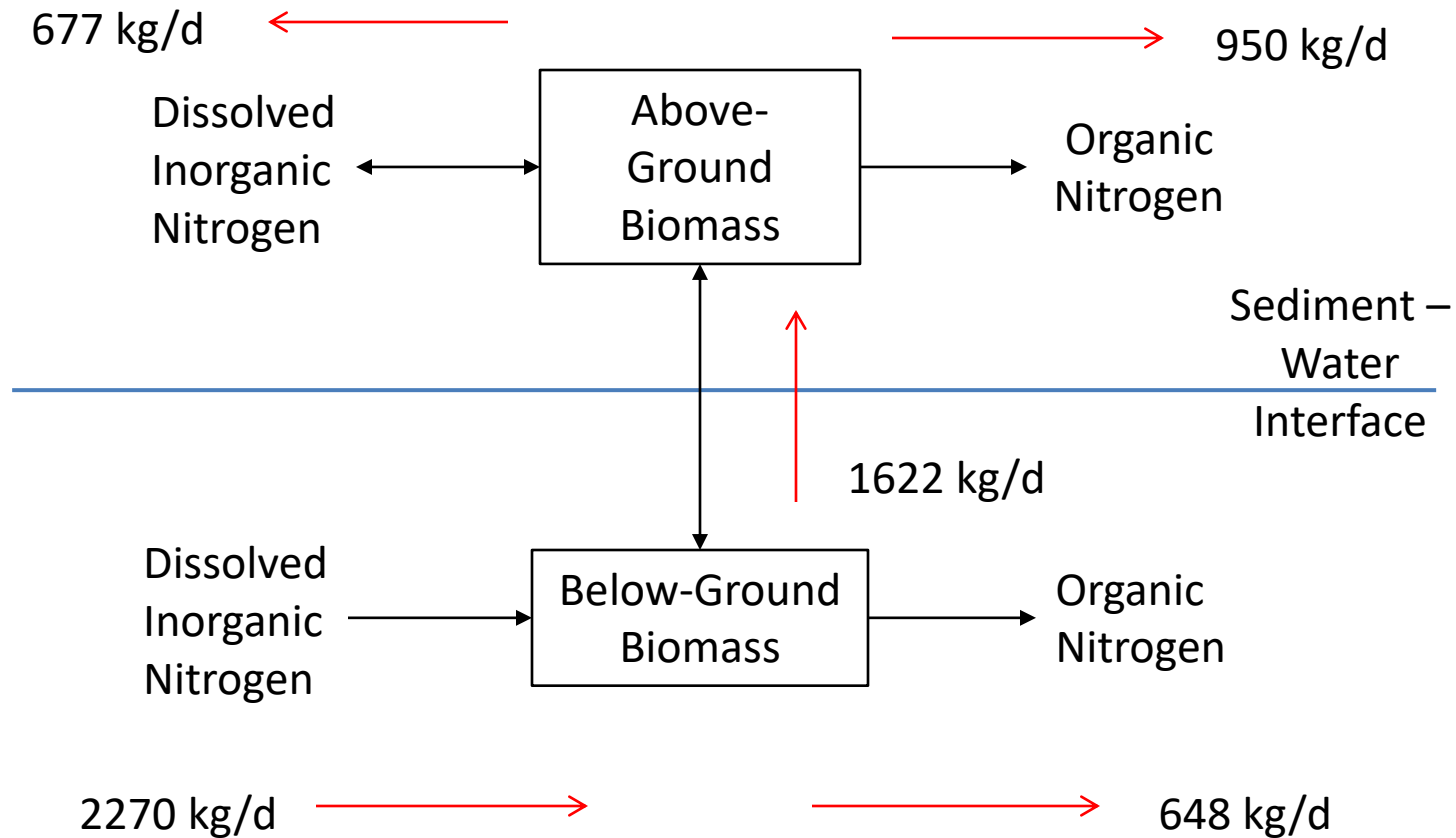 677 kg/d
950 kg/d
Dissolved
Inorganic
Nitrogen
Above-
Ground
Biomass
Organic
Nitrogen
Sediment –
Water
Interface
1622 kg/d
Dissolved
Inorganic
Nitrogen
Below-Ground
Biomass
Organic
Nitrogen
2270 kg/d
648 kg/d